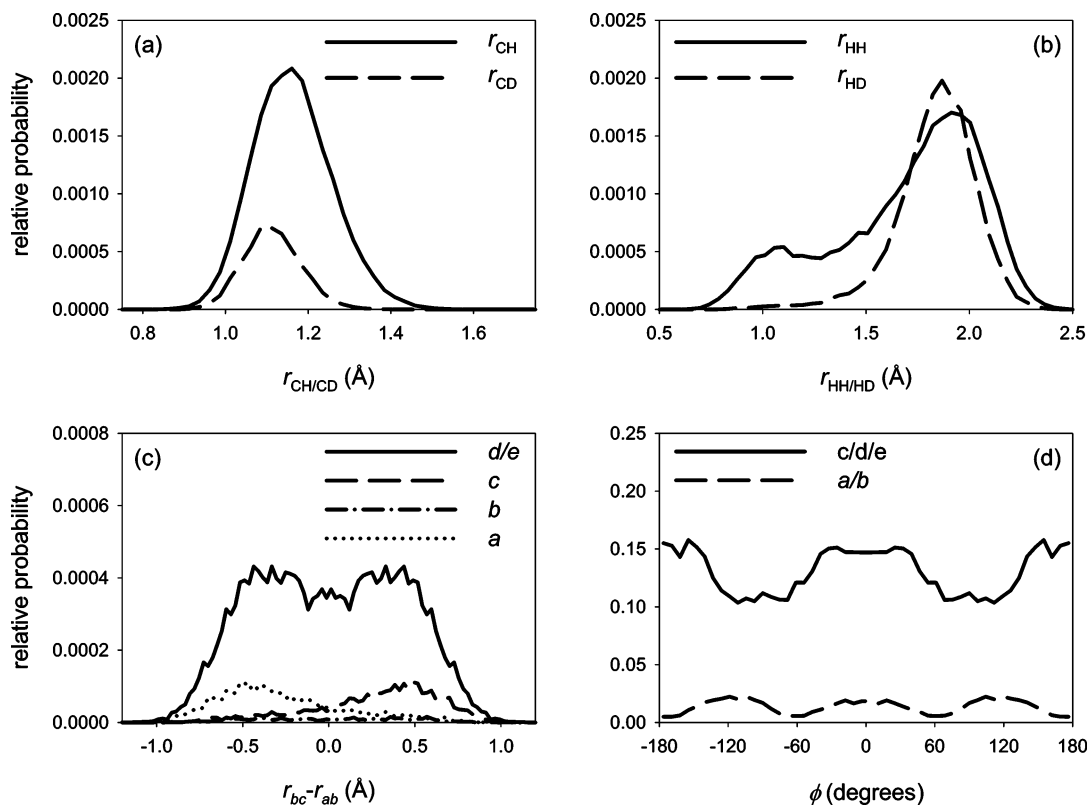 (a)
r_CH
r_CD
0.0025
0.0020
0.0015
0.0010
0.0005
0.0000
relative probability
0.8 1.0 1.2 1.4 1.6
r_CH/CD (Å)
(b)
r_HH
r_HD
0.0025
0.0020
0.0015
0.0010
0.0005
0.0000
0.5 1.0 1.5 2.0 2.5
r_HH/HD (Å)
(c)
d/e
c
b
a
0.0008
0.0006
0.0004
0.0002
0.0000
relative probability
-1.0 -0.5 0.0 0.5 1.0
r_bc-r_ab (Å)
(d)
c/d/e
a/b
0.25
0.20
0.15
0.10
0.05
0.00
-180 -120 -60 0 60 120 180
ϕ (degrees)